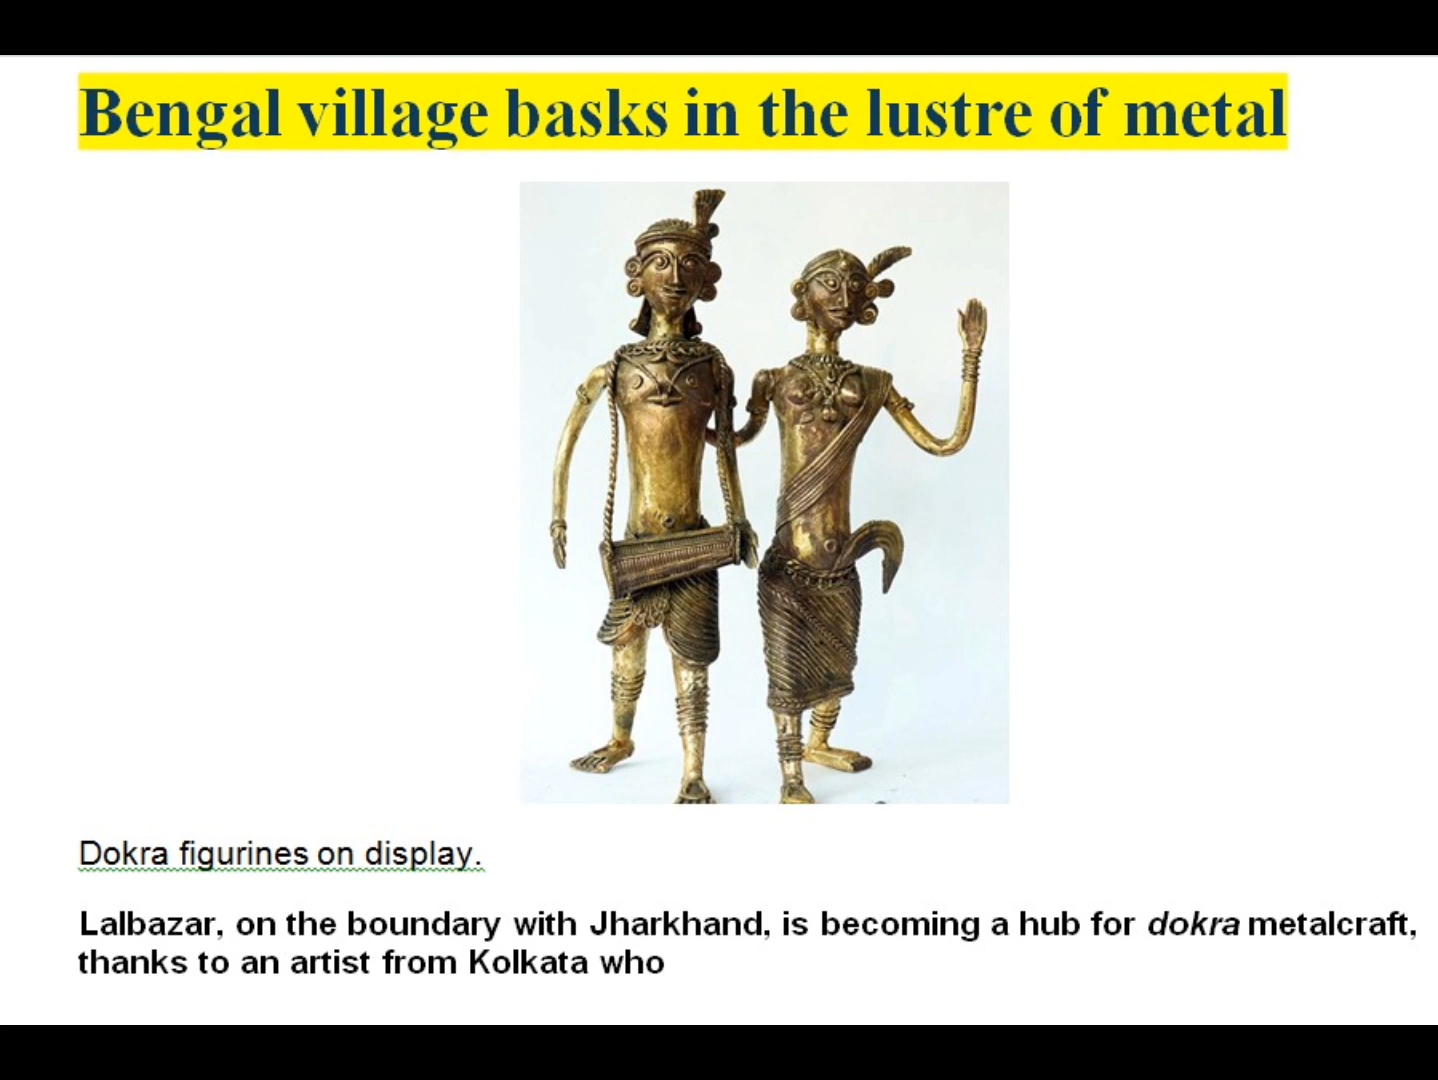 Bengal village basks in the lustre of metal
Dokra figurines on display.
Lalbazar, on the boundary with Jharkhand, is becoming a hub for dokra metalcraft,
thanks to an artist from Kolkata who